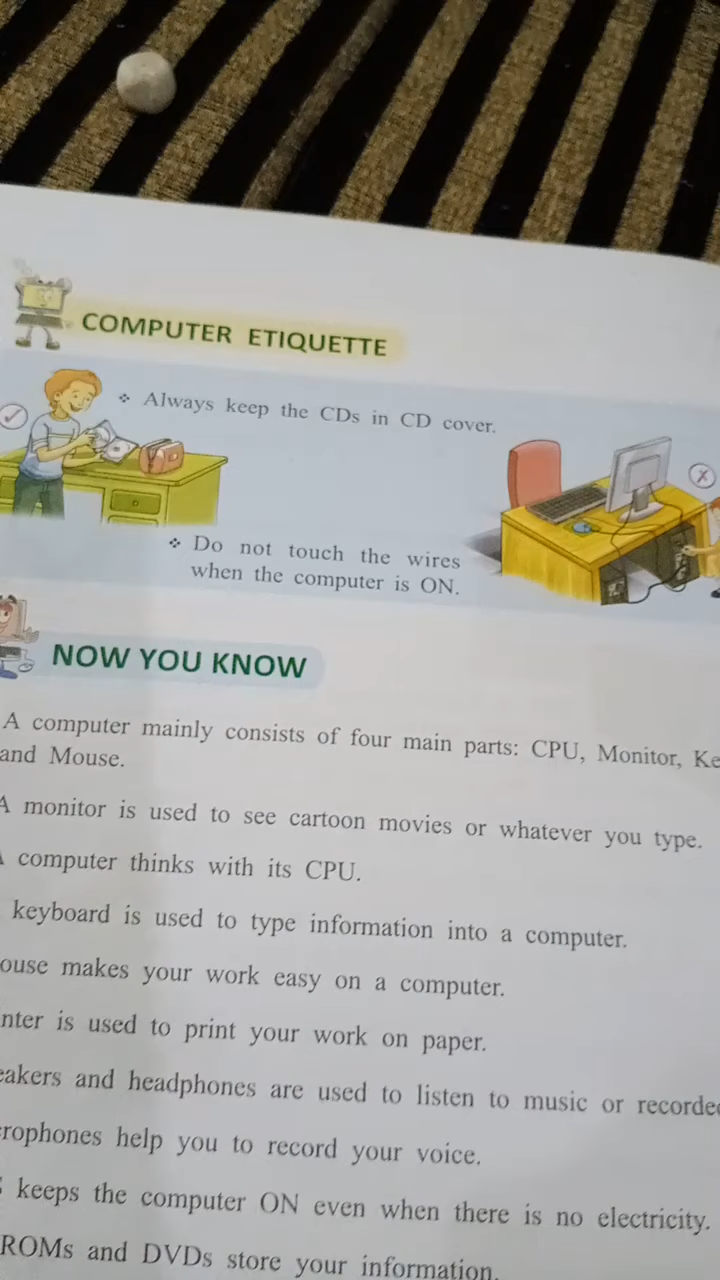 COMPUTER ETIQUETTE
Always keep the CDs in CD cover.
Do not touch the wires
when the computer is ON.
NOW YOU KNOW
A computer mainly consists of four main parts: CPU, Monitor, Ke
and Mouse.
A monitor is used to see cartoon movies or whatever you type.
computer thinks with its CPU.
keyboard is used to type information into a computer.
ouse makes your work easy on a computer.
nter is used to print your work on paper.
eakers and headphones are used to listen to music or recorde
rophones help you to record your voice.
keeps the computer ON even when there is no electricity.
ROMs and DVDs store your information.